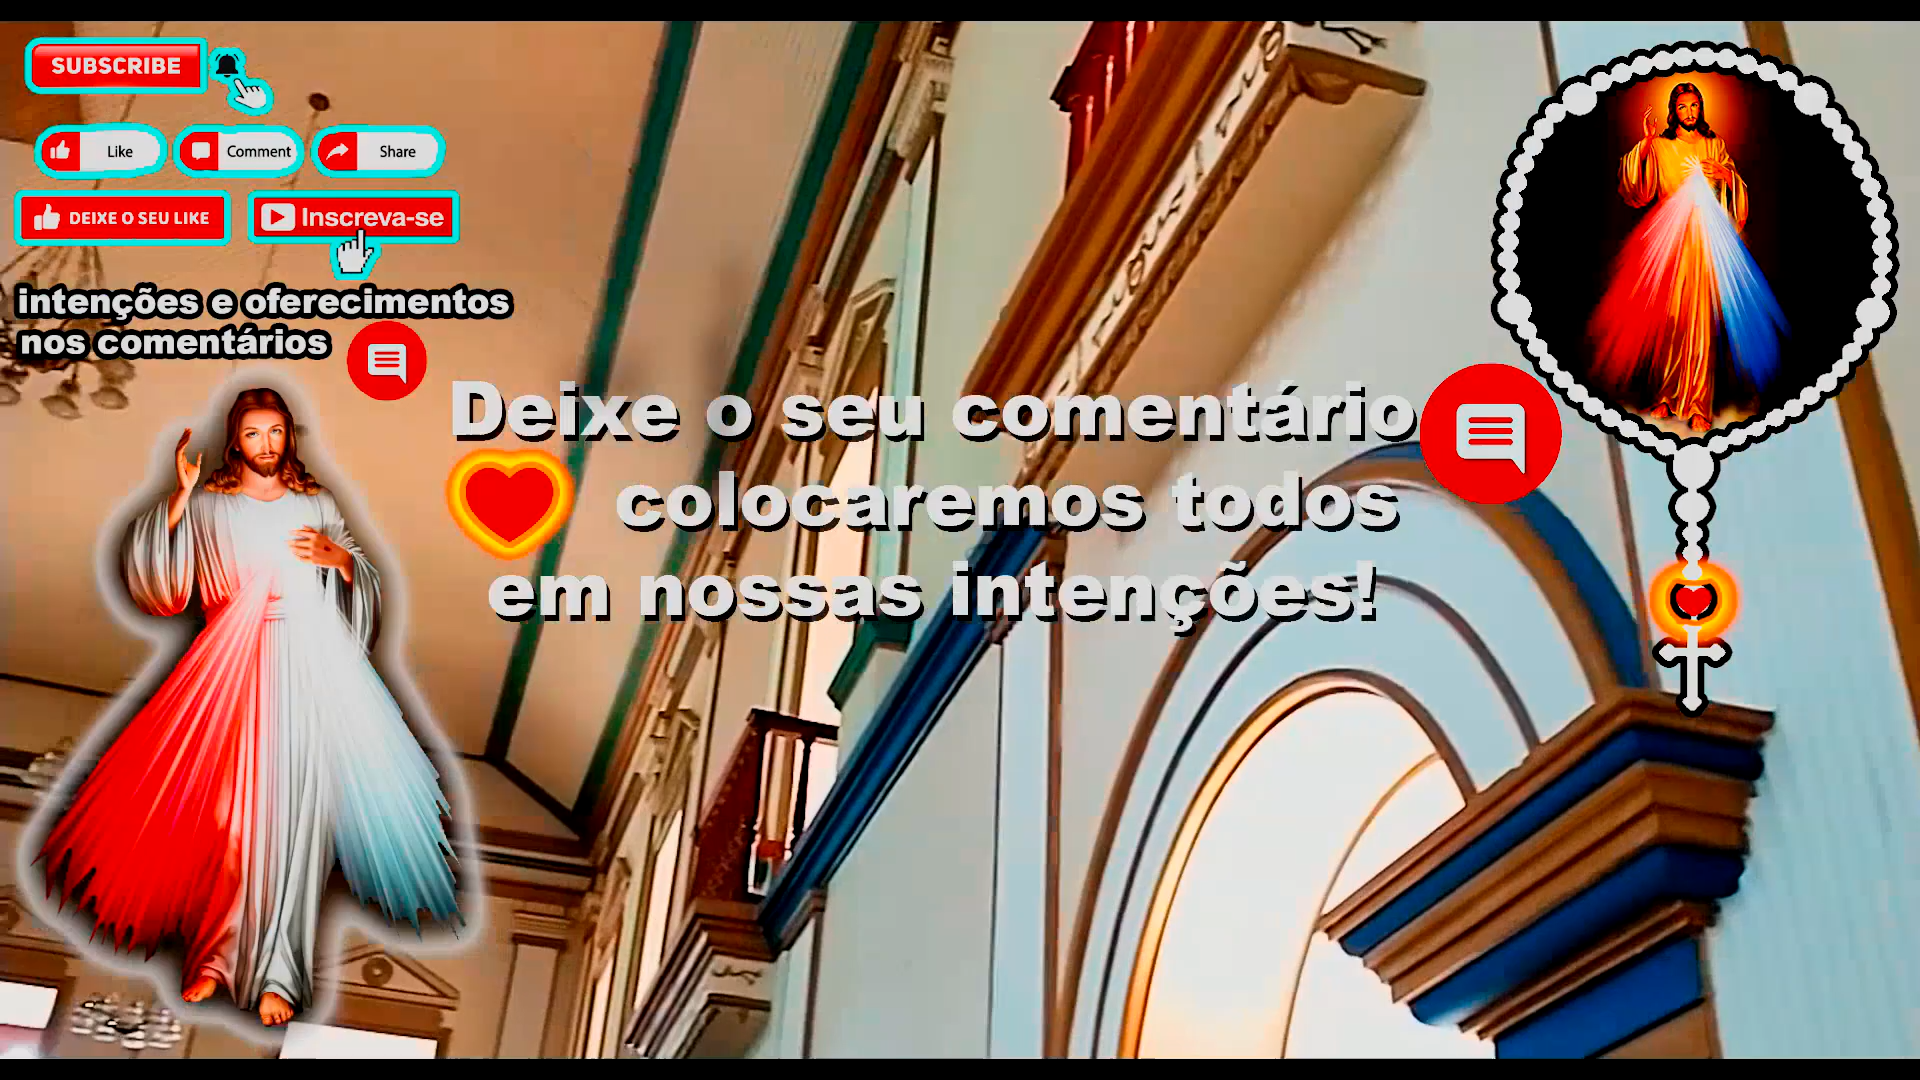 SUBSCRIBE
Like
Comment
Share
DEIXE O SEU LIKE
Inscreva-se
intenções e oferecimentos
nos comentários
Deixe o seu comentário
colocaremos todos
em nossas intenções!